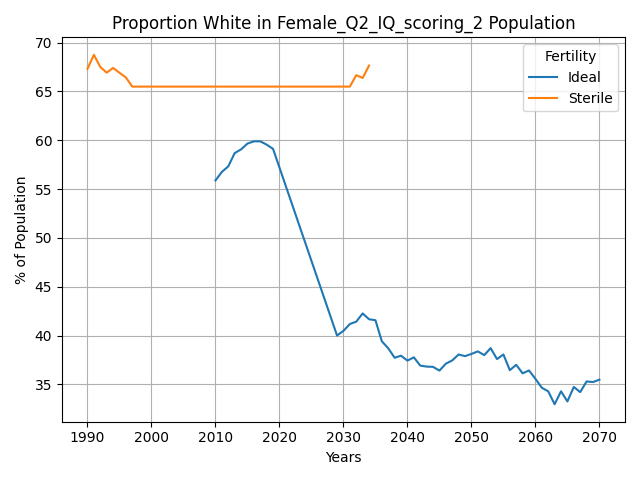 Proportion White in Female_Q2_IQ_scoring_2 Population
70
65
60
55
50
45
40
35
% of Population
Fertility
Ideal
Sterile
1990 2000 2010 2020 2030 2040 2050 2060 2070
Years